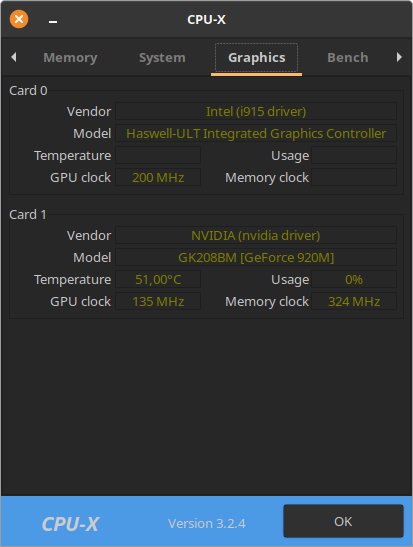 CPU-X
Memory System Graphics Bench
Card 0
Vendor Intel (i915 driver)
Model Haswell-ULT Integrated Graphics Controller
Temperature Usage
GPU clock 200 MHz Memory clock
Card 1
Vendor NVIDIA (nvidia driver)
Model GK208BM [GeForce 920M]
Temperature 51,00°C Usage 0%
GPU clock 135 MHz Memory clock 324 MHz
CPU-X Version 3.2.4 OK